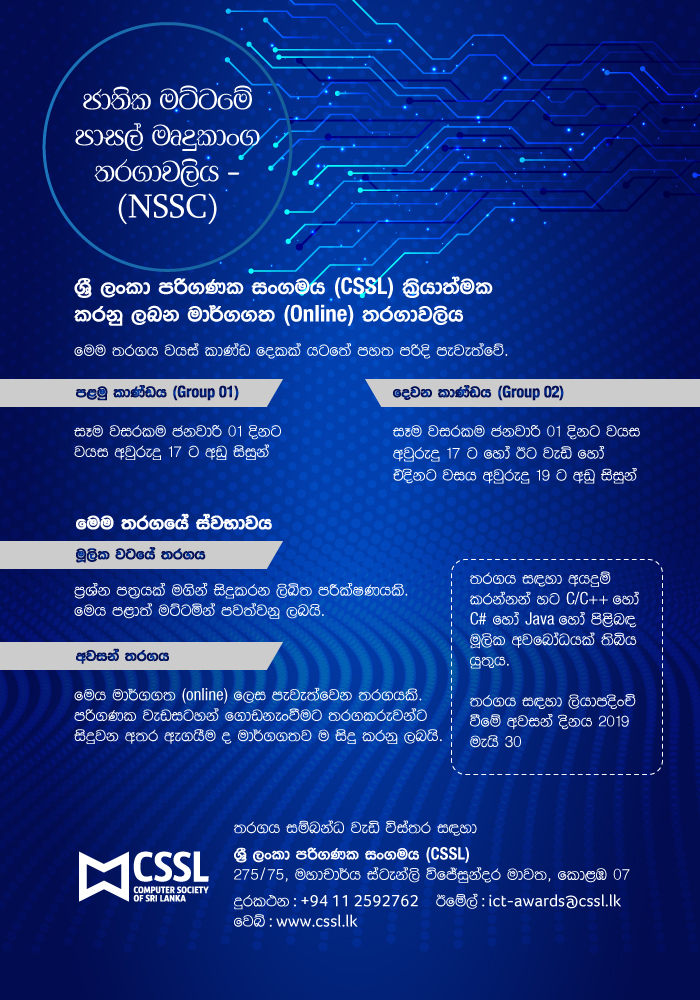 ජාතික මට්ටමේ
පාසල් මෘදුකාංග
තරගාවලිය –
(NSSC)
ශ්‍රී ලංකා පරිගණක සංගමය (CSSL) ක්‍රියාත්මක
කරනු ලබන මාර්ගගත (Online) තරගාවලිය
මෙම තරගය වයස් කාණ්ඩ දෙකක් යටතේ පහත පරිදි පැවැත්වේ.
පළමු කාණ්ඩය (Group 01)
සෑම වසරකම ජනවාරි 01 දිනට
වයස අවුරුදු 17 ට අඩු සිසුන්
දෙවන කාණ්ඩය (Group 02)
සෑම වසරකම ජනවාරි 01 දිනට වයස
අවුරුදු 17 ට හෝ ඊට වැඩි හෝ
එදිනට වසය අවුරුදු 19 ට අඩු සිසුන්
මෙම තරගයේ ස්වභාවය
මූලික වටයේ තරගය
ප්‍රශ්න පත්‍රයක් මගින් සිදුකරන ලිඛිත පරීක්ෂණයකි.
මෙය පළාත් මට්ටමින් පවත්වනු ලබයි.
අවසන් තරගය
මෙය මාර්ගගත (online) ලෙස පැවැත්වෙන තරගයකි.
පරිගණක වැඩසටහන් ගොඩනැංවීමට තරගකරුවන්ට
සිදුවන අතර ඇගයීම ද මාර්ගගතව ම සිදු කරනු ලබයි.
තරගය සඳහා අයදුම්
කරන්නන් හට C/C++ හෝ
C# හෝ Java හෝ පිළිබඳ
මූලික අවබෝධයක් තිබිය
යුතුය.
තරගය සඳහා ලියාපදිංචි
වීමේ අවසන් දිනය 2019
මැයි 30
තරගය සම්බන්ධ වැඩි විස්තර සඳහා
ශ්‍රී ලංකා පරිගණක සංගමය (CSSL)
275/75, මහාචාර්ය ස්ටැන්ලි විජේසුන්දර මාවත, කොළඹ 07
දුරකථන : +94 11 2592762 ඊමේල් : ict-awards@cssl.lk
වෙබ් : www.cssl.lk
CSSL
COMPUTER SOCIETY
OF SRI LANKA